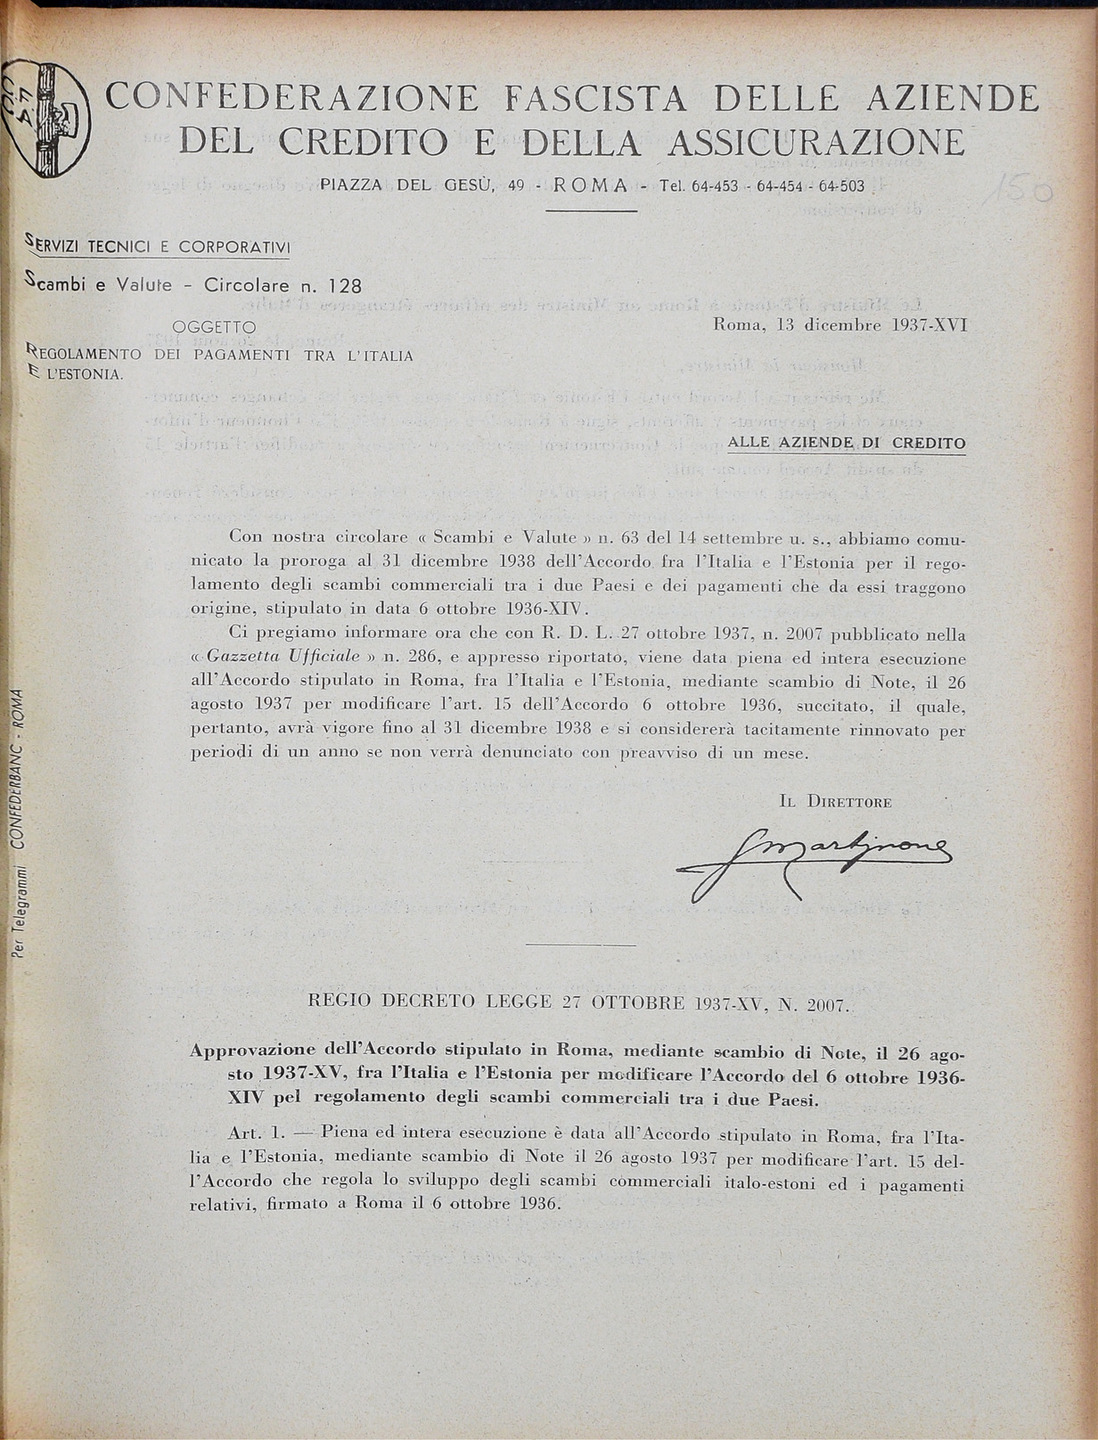 CONFEDERAZIONE FASCISTA DELLE AZIENDE
DEL CREDITO E DELLA ASSICURAZIONE
PIAZZA DEL GESÙ, 49 - ROMA - Tel. 64-453 - 64-454 - 64-503
150
SERVIZI TECNICI E CORPORATIVI
Scambi e Valute - Circolare n. 128
OGGETTO
Roma, 13 dicembre 1937-XVI
REGOLAMENTO DEI PAGAMENTI TRA L'ITALIA
E L'ESTONIA.
ALLE AZIENDE DI CREDITO
Con nostra circolare « Scambi e Valute » n. 63 del 14 settembre u. s., abbiamo comu-
nicato la proroga al 31 dicembre 1938 dell'Accordo fra l'Italia e l'Estonia per il rego-
lamento degli scambi commerciali tra i due Paesi e dei pagamenti che da essi traggono
origine, stipulato in data 6 ottobre 1936-XIV.
Ci pregiamo informare ora che con R. D. L. 27 ottobre 1937, n. 2007 pubblicato nella
« Gazzetta Ufficiale » n. 286, e appresso riportato, viene data piena ed intera esecuzione
all'Accordo stipulato in Roma, fra l'Italia e l'Estonia, mediante scambio di Note, il 26
agosto 1937 per modificare l'art. 15 dell'Accordo 6 ottobre 1936, succitato, il quale,
pertanto, avrà vigore fino al 31 dicembre 1938 e si considererà tacitamente rinnovato per
periodi di un anno se non verrà denunciato con preavviso di un mese.
IL DIRETTORE
GMartinone
Per Telegrammi CONFEDERBANC - ROMA
REGIO DECRETO LEGGE 27 OTTOBRE 1937-XV, N. 2007.
Approvazione dell'Accordo stipulato in Roma, mediante scambio di Note, il 26 ago-
sto 1937-XV, fra l'Italia e l'Estonia per modificare l'Accordo del 6 ottobre 1936-
XIV pel regolamento degli scambi commerciali tra i due Paesi.
Art. 1. — Piena ed intera esecuzione è data all'Accordo stipulato in Roma, fra l'Ita-
lia e l'Estonia, mediante scambio di Note il 26 agosto 1937 per modificare l'art. 15 del-
l'Accordo che regola lo sviluppo degli scambi commerciali italo-estoni ed i pagamenti
relativi, firmato a Roma il 6 ottobre 1936.